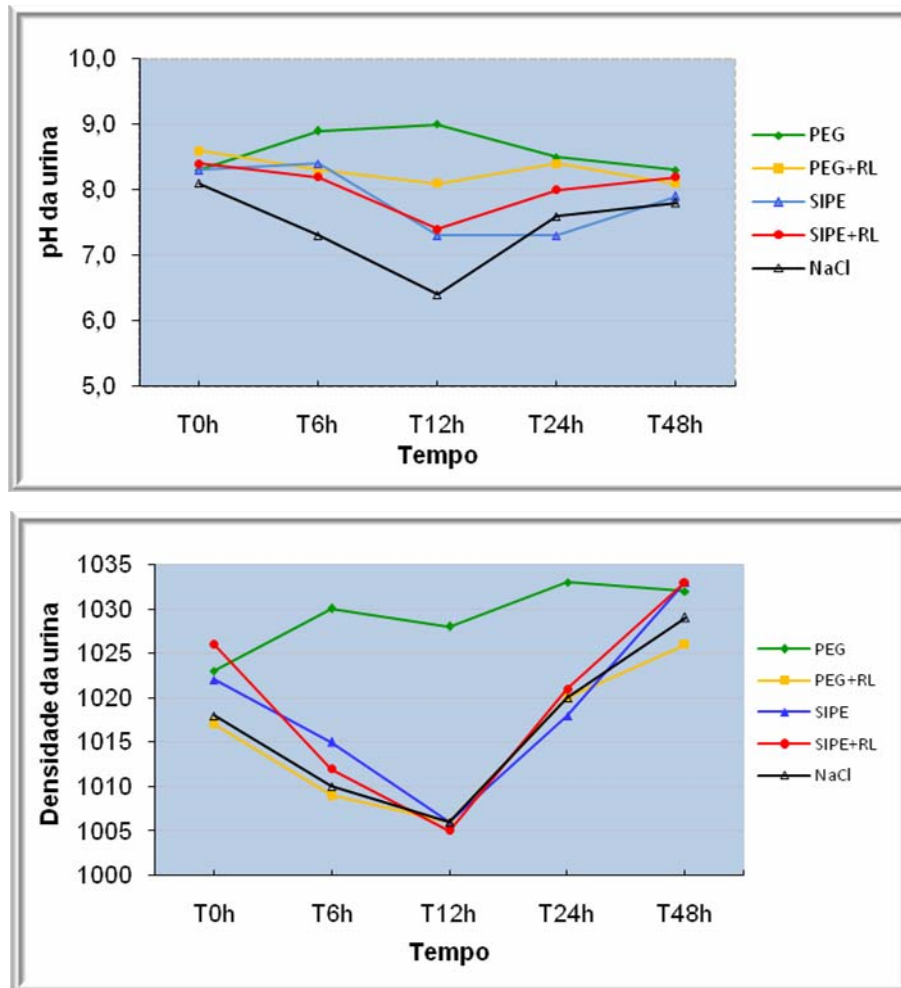 10,0
9,0
8,0
7,0
6,0
5,0
pH da urina
T0h T6h T12h T24h T48h
Tempo
PEG
PEG+RL
SIPE
SIPE+RL
NaCl
1035
1030
1025
1020
1015
1010
1005
1000
Densidade da urina
T0h T6h T12h T24h T48h
Tempo
PEG
PEG+RL
SIPE
SIPE+RL
NaCl